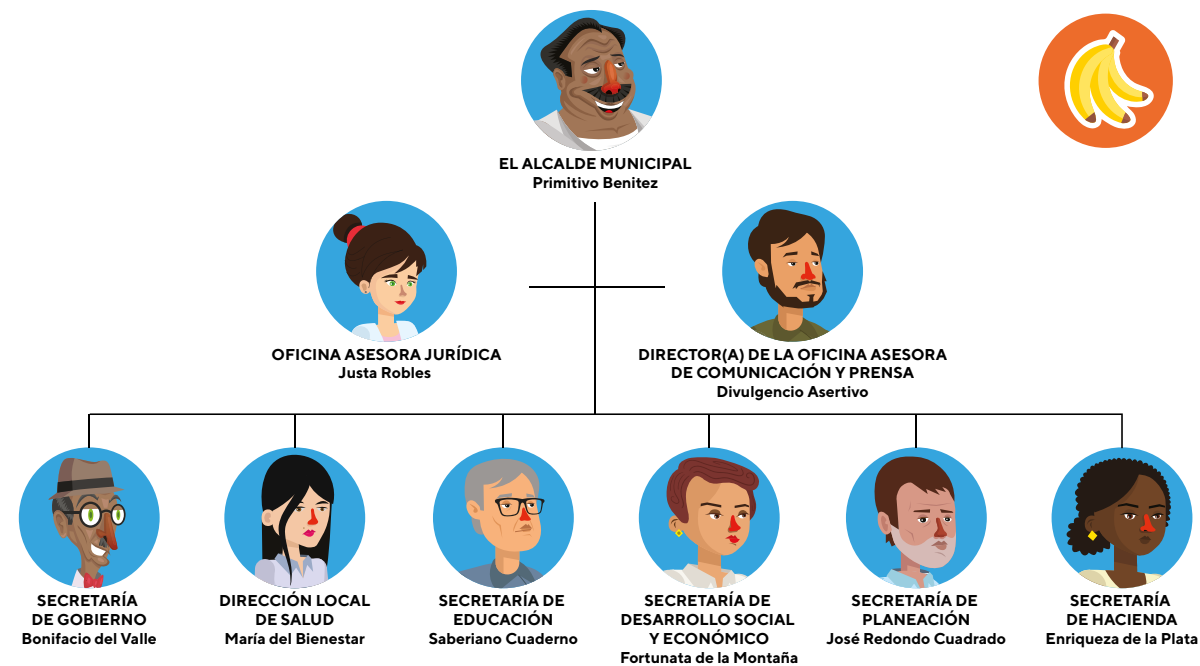 EL ALCALDE MUNICIPAL
Primitivo Benitez
OFICINA ASESORA JURÍDICA
Justa Robles
DIRECTOR(A) DE LA OFICINA ASESORA
DE COMUNICACIÓN Y PRENSA
Divulgencio Asertivo
SECRETARÍA
DE GOBIERNO
Bonifacio del Valle
DIRECCIÓN LOCAL
DE SALUD
María del Bienestar
SECRETARÍA DE
EDUCACIÓN
Saberiano Cuaderno
SECRETARÍA DE
DESARROLLO SOCIAL
Y ECONÓMICO
Fortunata de la Montaña
SECRETARÍA DE
PLANEACIÓN
José Redondo Cuadrado
SECRETARÍA
DE HACIENDA
Enriqueza de la Plata